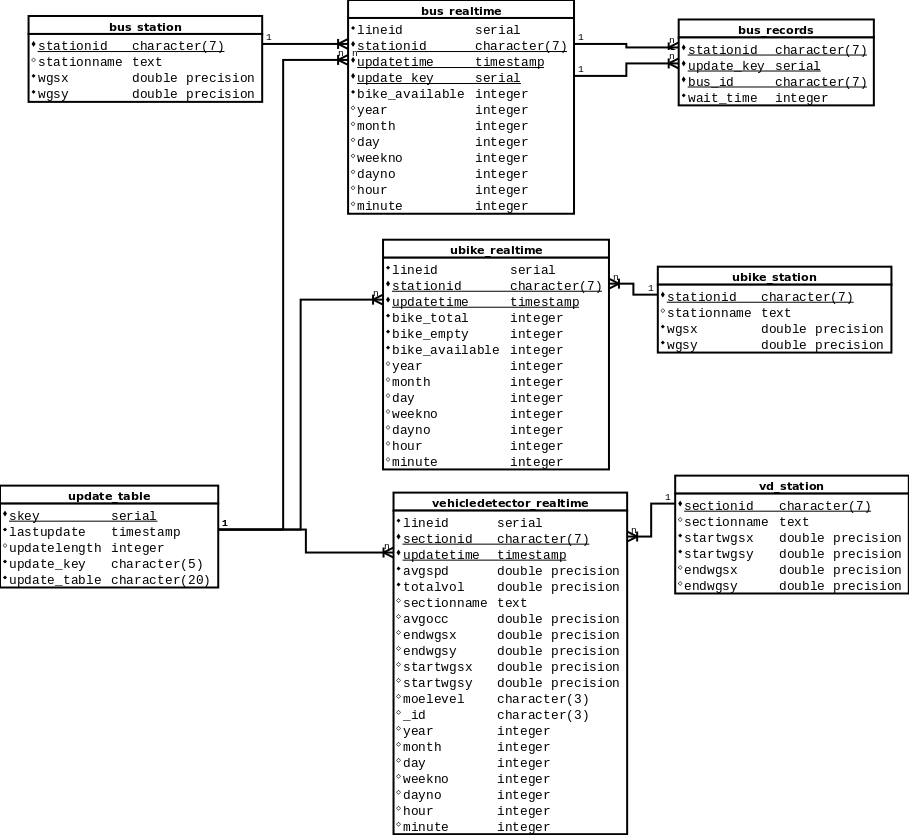 bus_station
stationid character(7)
stationname text
wgsx double precision
wgsy double precision
1
n
n
bus_realtime
lineid serial
stationid character(7)
updatetime timestamp
update_key serial
bike_available integer
year integer
month integer
day integer
weekno integer
dayno integer
hour integer
minute integer
1
1
n
n
bus_records
stationid character(7)
update_key serial
bus_id character(7)
wait_time integer
n
ubike_realtime
lineid serial
stationid character(7)
updatetime timestamp
bike_total integer
bike_empty integer
bike_available integer
year integer
month integer
day integer
weekno integer
dayno integer
hour integer
minute integer
n
1
ubike_station
stationid character(7)
stationname text
wgsx double precision
wgsy double precision
update_table
skey serial
lastupdate timestamp
updatelength integer
update_key character(5)
update_table character(20)
1
n
vehicledetector_realtime
lineid serial
sectionid character(7)
updatetime timestamp
avgspd double precision
totalvol double precision
sectionname text
avgocc double precision
endwgsx double precision
endwgsy double precision
startwgsx double precision
startwgsy double precision
moelevel character(3)
_id character(3)
year integer
month integer
day integer
weekno integer
dayno integer
hour integer
minute integer
n
1
vd_station
sectionid character(7)
sectionname text
startwgsx double precision
startwgsy double precision
endwgsx double precision
endwgsy double precision